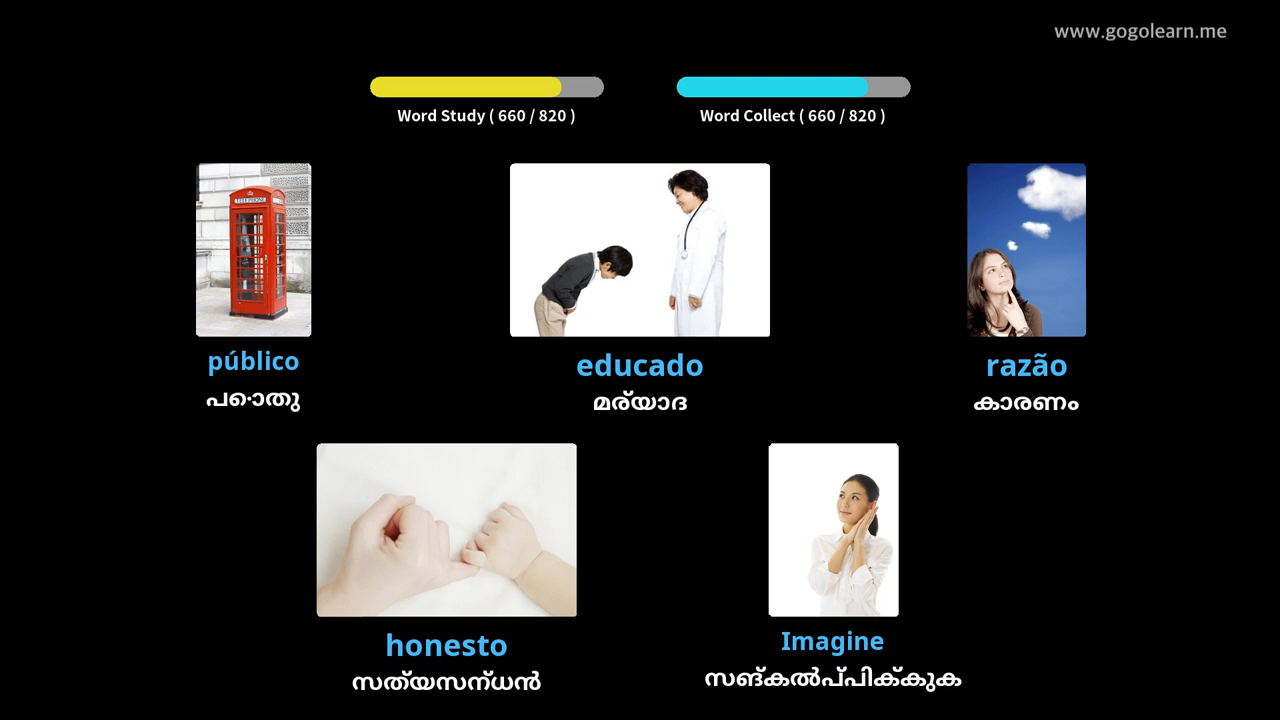 www.gogolearn.me
Word Study ( 660 / 820 )
Word Collect ( 660 / 820 )
TELEPHONE
público
educado
razão
പൊതു
മര്യാദ
കാരണം
honesto
Imagine
സത്യസന്ധൻ
സങ്കൽപ്പിക്കുക